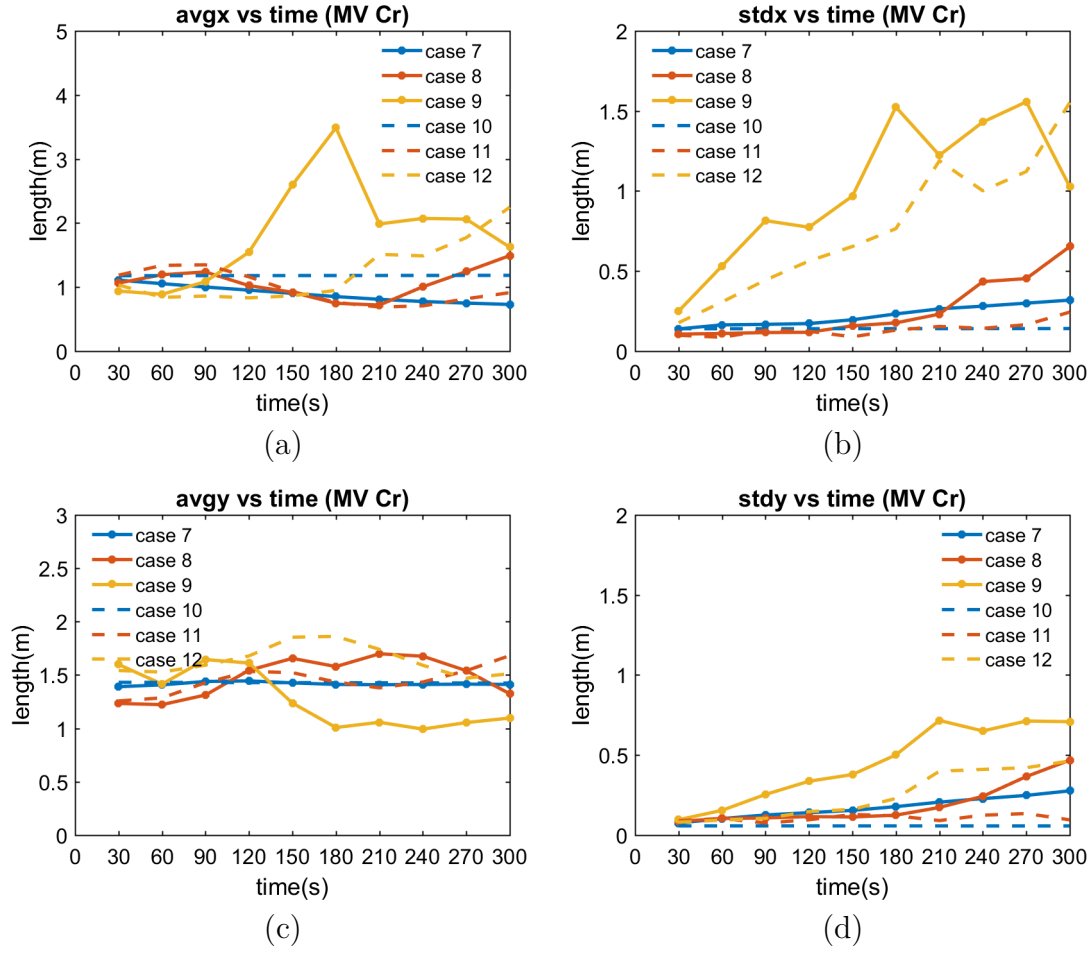 avgx vs time (MV Cr)
length(m)
5
4
3
2
1
0
case 7
case 8
case 9
case 10
case 11
case 12
0 30 60 90 120 150 180 210 240 270 300
time(s)
(a)
stdx vs time (MV Cr)
length(m)
2
1.5
1
0.5
0
case 7
case 8
case 9
case 10
case 11
case 12
0 30 60 90 120 150 180 210 240 270 300
time(s)
(b)
avgy vs time (MV Cr)
length(m)
3
2.5
2
1.5
1
0.5
0
case 7
case 8
case 9
case 10
case 11
case 12
0 30 60 90 120 150 180 210 240 270 300
time(s)
(c)
stdy vs time (MV Cr)
length(m)
2
1.5
1
0.5
0
case 7
case 8
case 9
case 10
case 11
case 12
0 30 60 90 120 150 180 210 240 270 300
time(s)
(d)